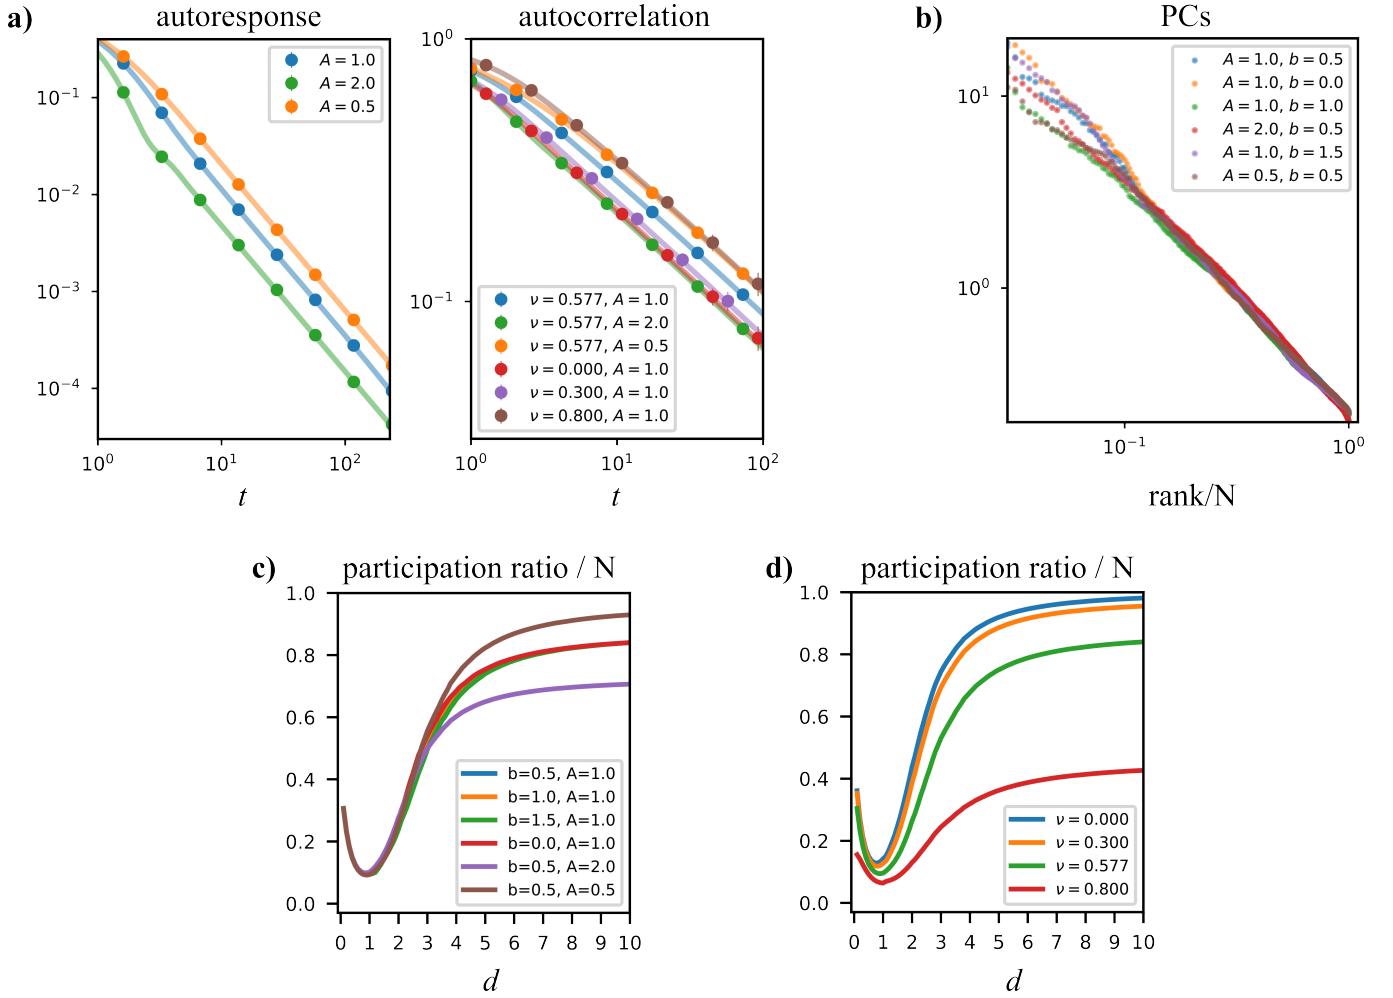 a)
autoresponse
10⁻¹
10⁻²
10⁻³
10⁻⁴
10⁰
10¹
10²
t
A = 1.0
A = 2.0
A = 0.5
autocorrelation
10⁰
10⁻¹
10⁰
10¹
10²
t
ν = 0.577, A = 1.0
ν = 0.577, A = 2.0
ν = 0.577, A = 0.5
ν = 0.000, A = 1.0
ν = 0.300, A = 1.0
ν = 0.800, A = 1.0
b)
PCs
10¹
10⁰
10⁻¹
10⁰
rank/N
A = 1.0, b = 0.5
A = 1.0, b = 0.0
A = 1.0, b = 1.0
A = 2.0, b = 0.5
A = 1.0, b = 1.5
A = 0.5, b = 0.5
c)
participation ratio / N
1.0
0.8
0.6
0.4
0.2
0.0
0 1 2 3 4 5 6 7 8 9 10
d
b=0.5, A=1.0
b=1.0, A=1.0
b=1.5, A=1.0
b=0.0, A=1.0
b=0.5, A=2.0
b=0.5, A=0.5
d)
participation ratio / N
1.0
0.8
0.6
0.4
0.2
0.0
0 1 2 3 4 5 6 7 8 9 10
d
ν = 0.000
ν = 0.300
ν = 0.577
ν = 0.800